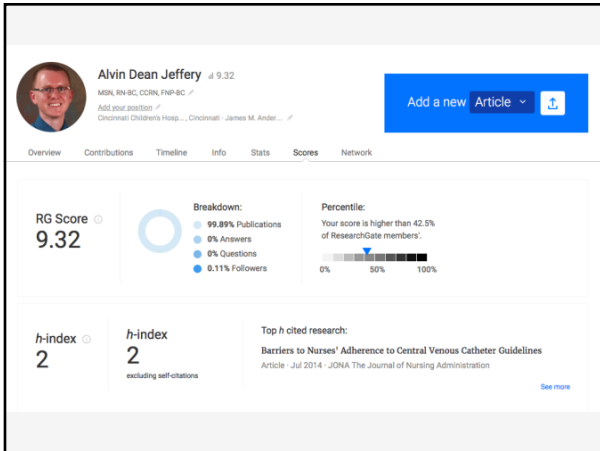 Alvin Dean Jeffery 9.32
MSN, RN-BC, CCRN, FNP-BC
Add your position
Cincinnati Children's Hosp... , Cincinnati · James M. Ander...
Add a new Article
Overview Contributions Timeline Info Stats Scores Network
RG Score
9.32
Breakdown:
99.89% Publications
0% Answers
0% Questions
0.11% Followers
Percentile:
Your score is higher than 42.5%
of ResearchGate members'.
0% 50% 100%
h-index
2
h-index
2
excluding self-citations
Top h cited research:
Barriers to Nurses' Adherence to Central Venous Catheter Guidelines
Article · Jul 2014 · JONA The Journal of Nursing Administration
See more